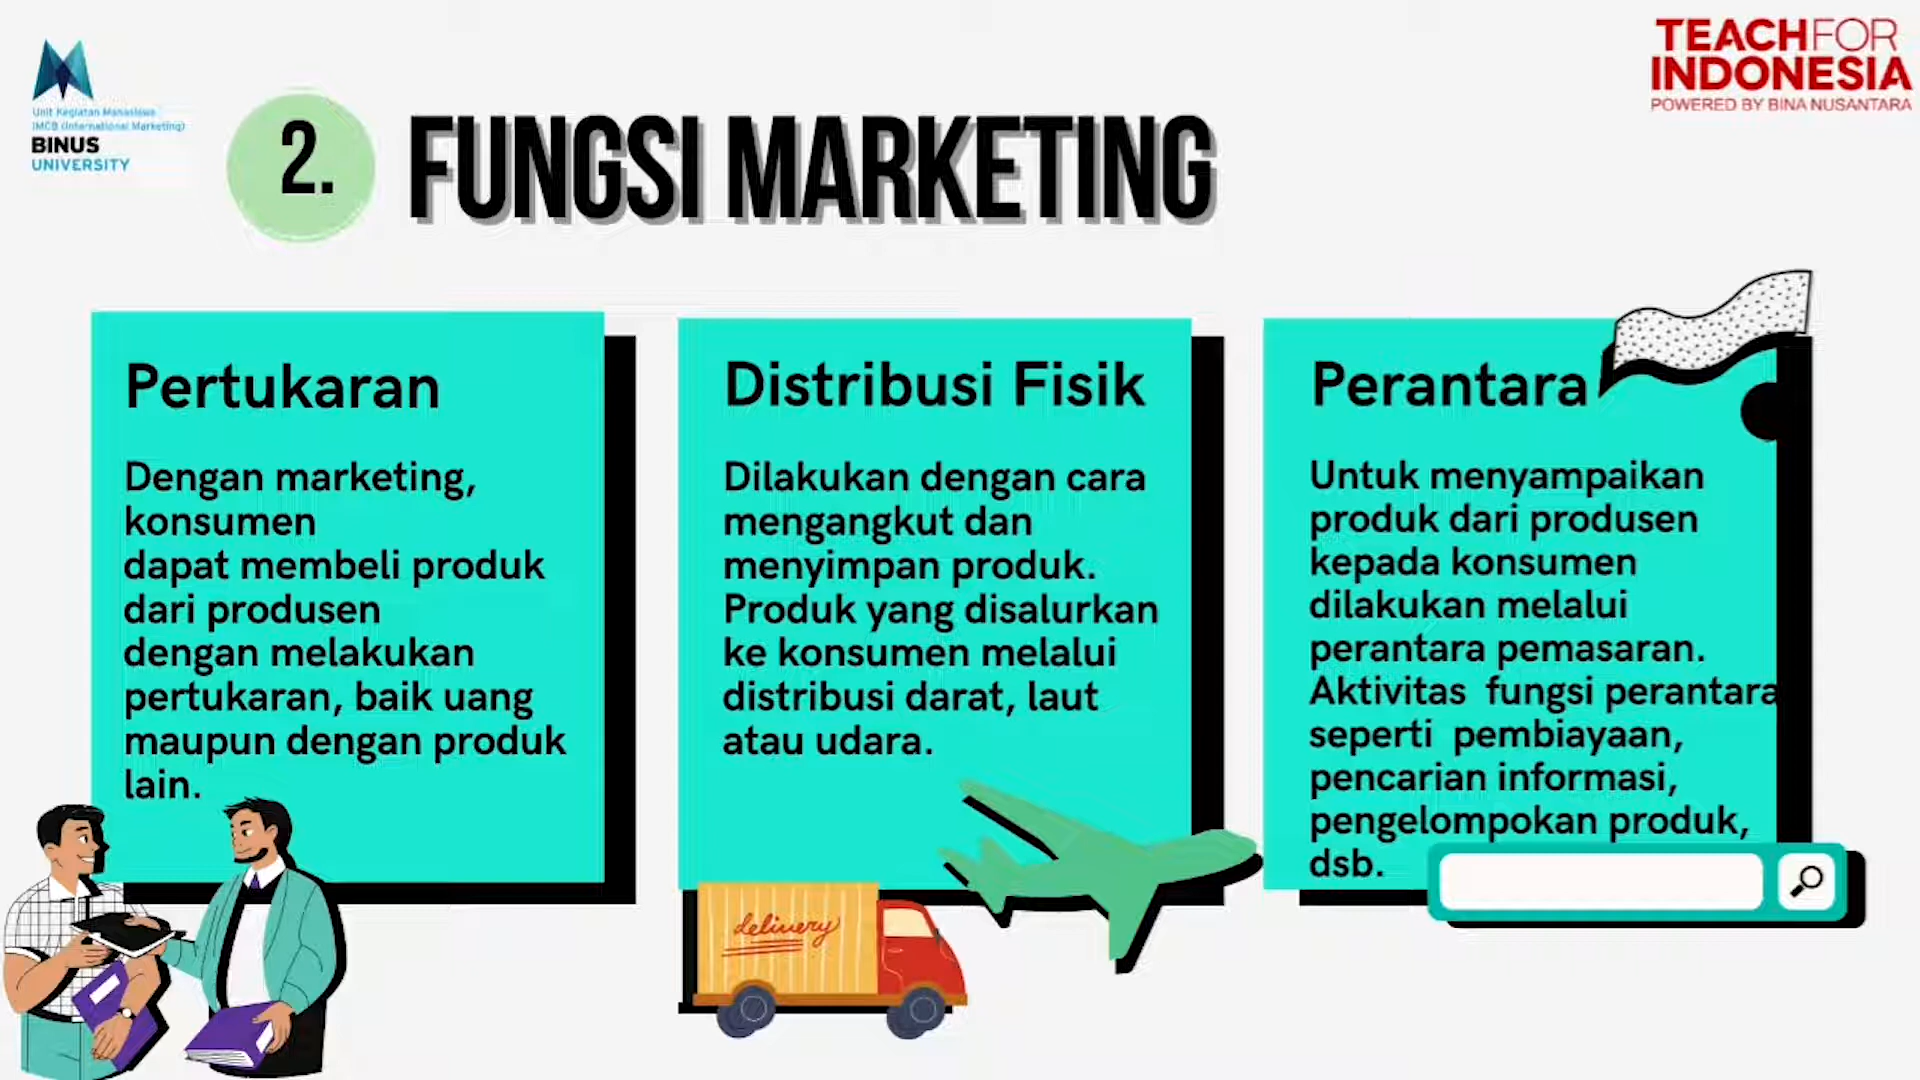 Unit Kegiatan Mahasiswa
IMCB (International Marketing)
BINUS
UNIVERSITY
TEACHFOR
INDONESIA
POWERED BY BINA NUSANTARA
2.
FUNGSI MARKETING
Pertukaran
Dengan marketing,
konsumen
dapat membeli produk
dari produsen
dengan melakukan
pertukaran, baik uang
maupun dengan produk
lain.
Distribusi Fisik
Dilakukan dengan cara
mengangkut dan
menyimpan produk.
Produk yang disalurkan
ke konsumen melalui
distribusi darat, laut
atau udara.
delivery
Perantara
Untuk menyampaikan
produk dari produsen
kepada konsumen
dilakukan melalui
perantara pemasaran.
Aktivitas  fungsi perantara
seperti  pembiayaan,
pencarian informasi,
pengelompokan produk,
dsb.